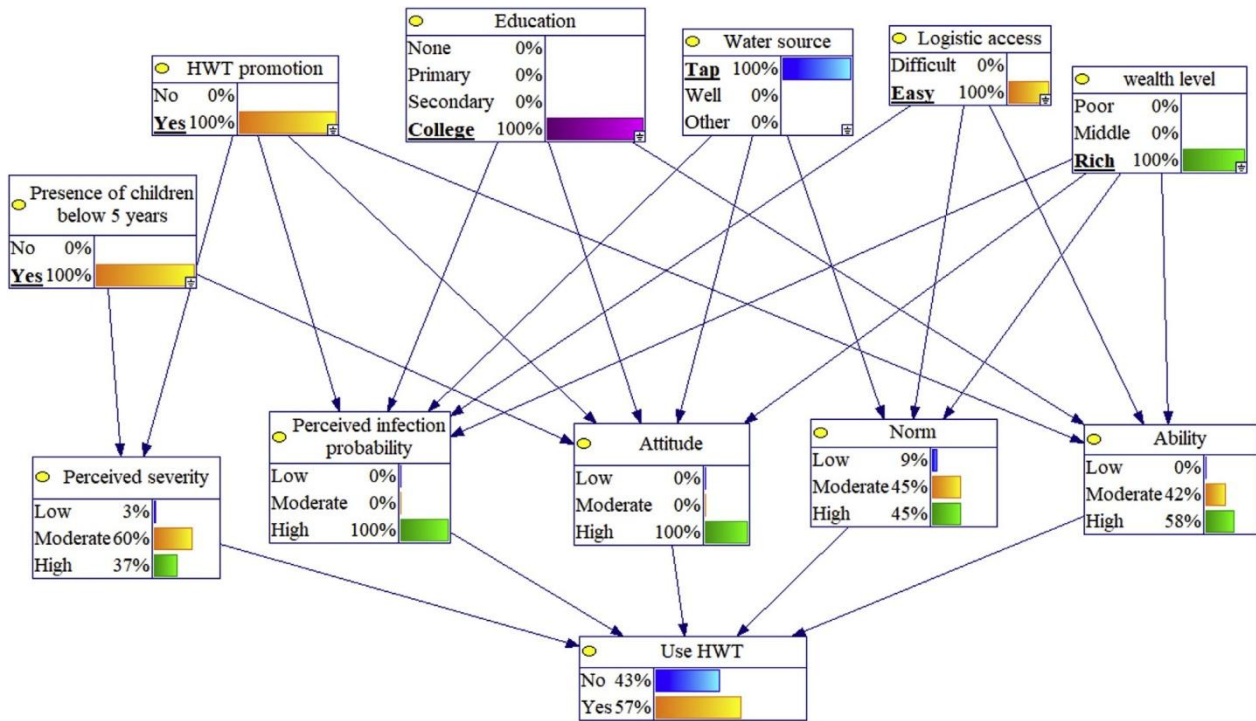 HWT promotion
No 0%
Yes 100%
Education
None 0%
Primary 0%
Secondary 0%
College 100%
Water source
Tap 100%
Well 0%
Other 0%
Logistic access
Difficult 0%
Easy 100%
wealth level
Poor 0%
Middle 0%
Rich 100%
Presence of children
below 5 years
No 0%
Yes 100%
Perceived severity
Low 3%
Moderate 60%
High 37%
Perceived infection
probability
Low 0%
Moderate 0%
High 100%
Attitude
Low 0%
Moderate 0%
High 100%
Norm
Low 9%
Moderate 45%
High 45%
Ability
Low 0%
Moderate 42%
High 58%
Use HWT
No 43%
Yes 57%